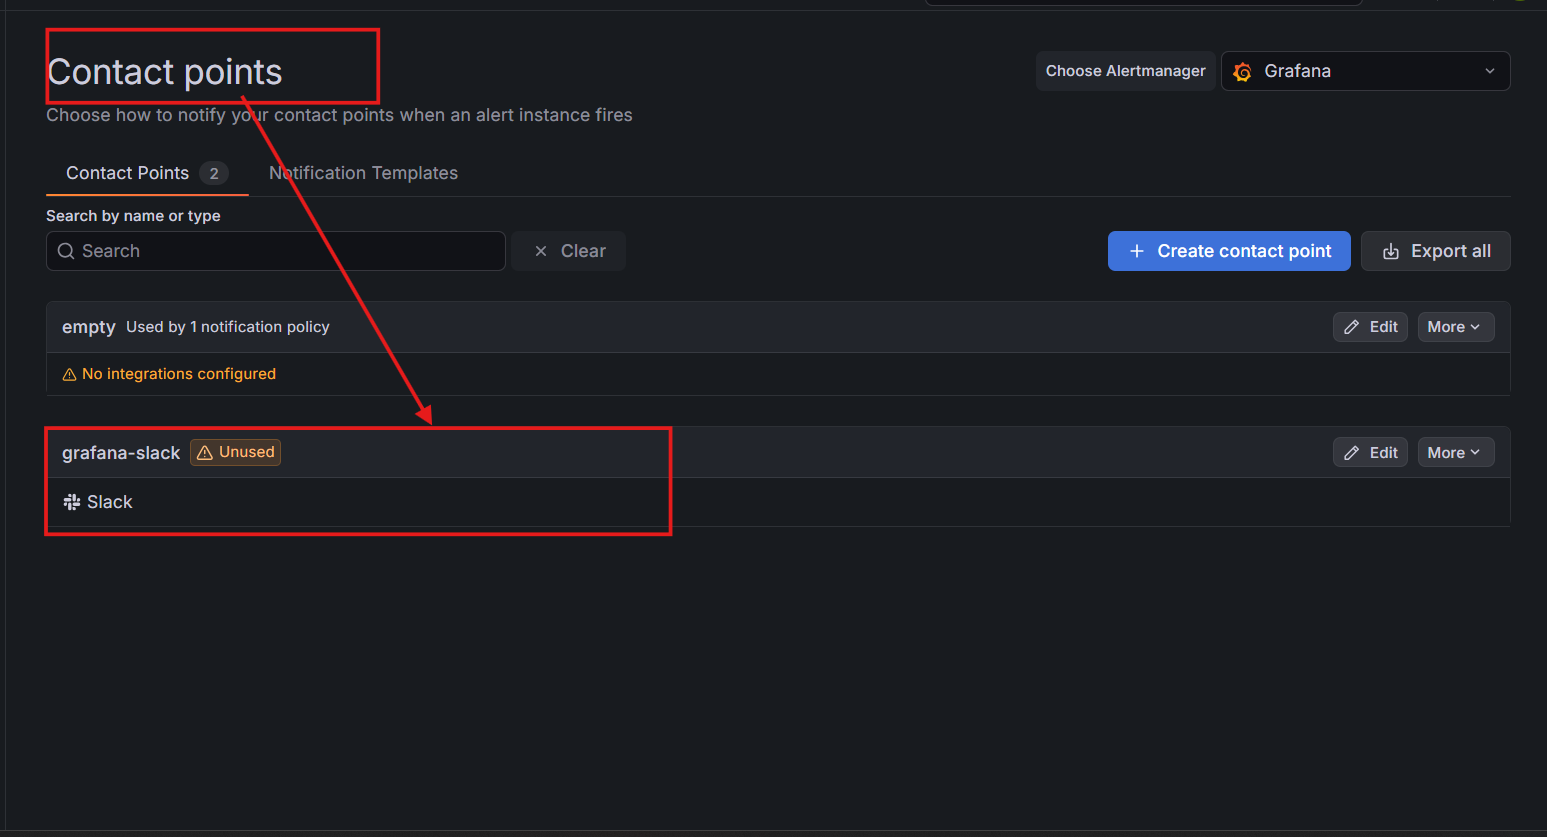 Contact points
Choose Alertmanager
Grafana
Choose how to notify your contact points when an alert instance fires
Contact Points 2
Notification Templates
Search by name or type
Search
Clear
Create contact point
Export all
empty Used by 1 notification policy
Edit
More
No integrations configured
grafana-slack Unused
Edit
More
Slack